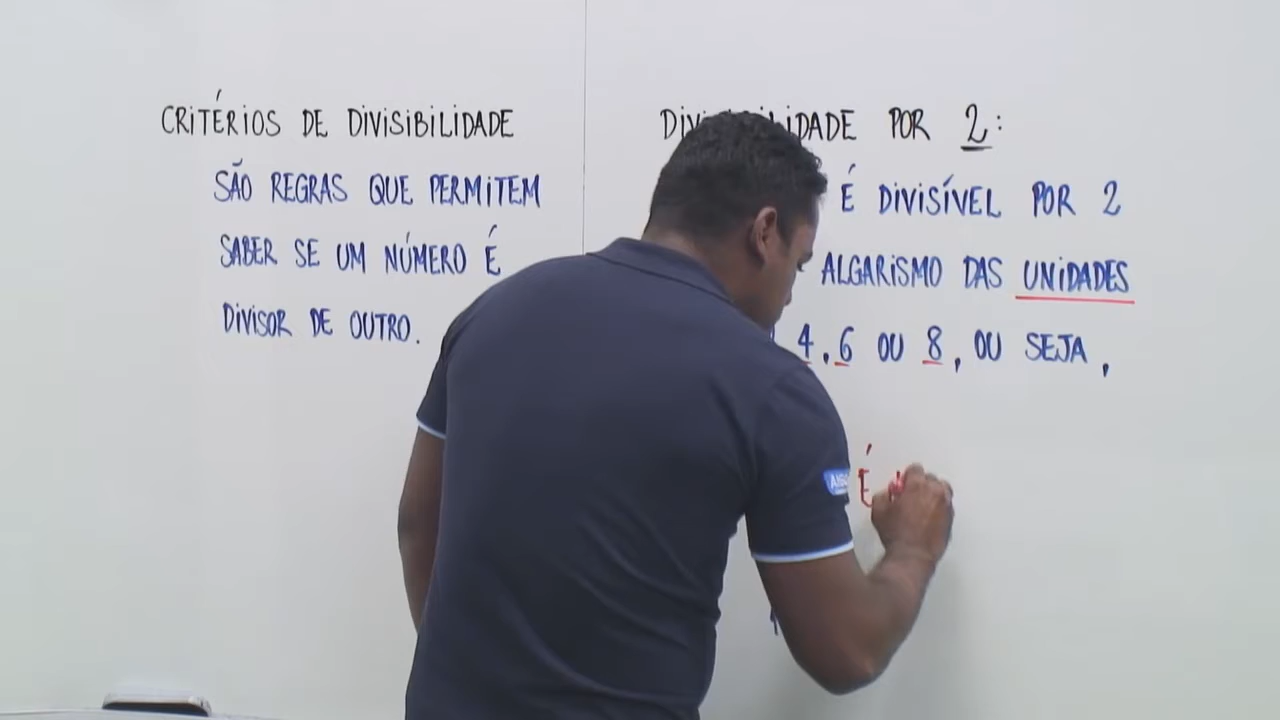 CRITÉRIOS DE DIVISIBILIDADE
SÃO REGRAS QUE PERMITEM
SABER SE UM NÚMERO É
DIVISOR DE OUTRO.
DIVISIBILIDADE POR 2:
É DIVISÍVEL POR 2
ALGARISMO DAS UNIDADES
4, 6 OU 8, OU SEJA,
É